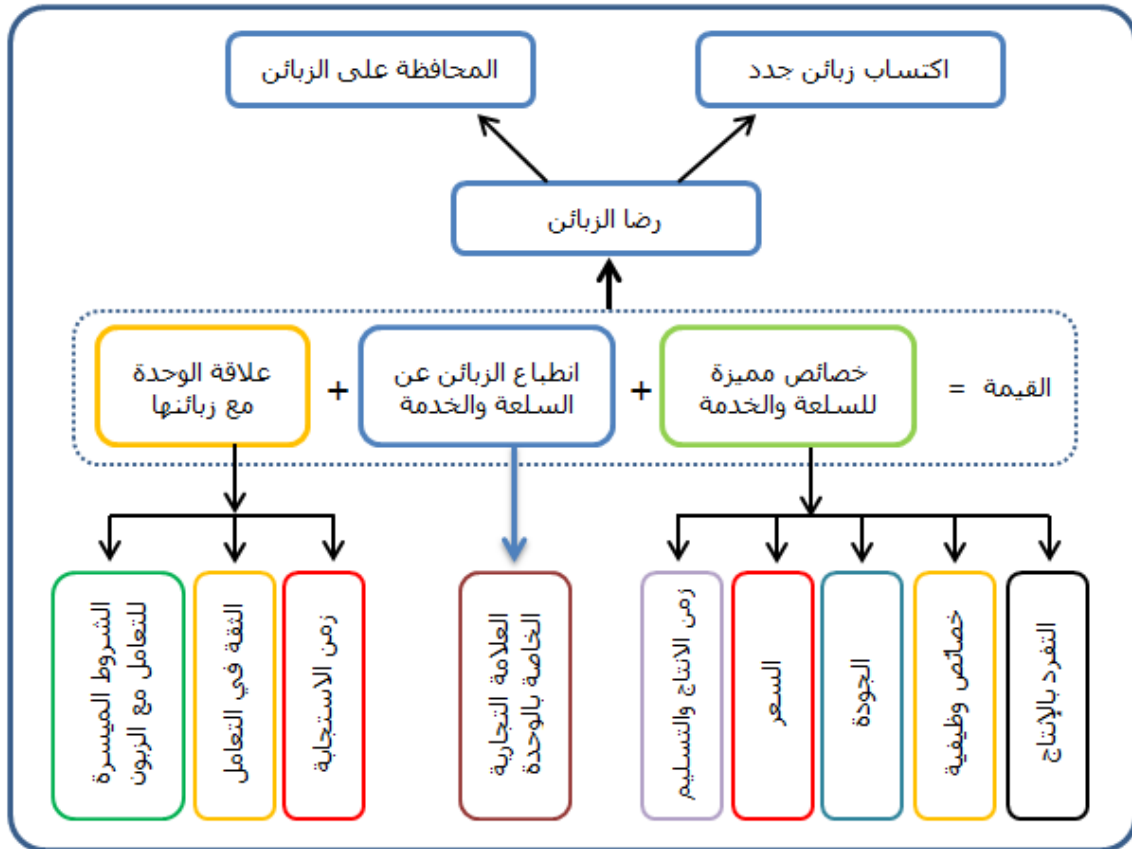 اكتساب زبائن جدد
المحافظة على الزبائن
رضا الزبائن
القيمة =
خصائص مميزة
للسلعة والخدمة
+
انطباع الزبائن عن
السلعة والخدمة
+
علاقة الوحدة
مع زبائنها
التفرد بالإنتاج
خصائص وظيفية
الجودة
السعر
زمن الانتاج والتسليم
العلامة التجارية
الخاصة بالوحدة
زمن الاستجابة
الثقة في التعامل
الشروط الميسرة
للتعامل مع الزبون